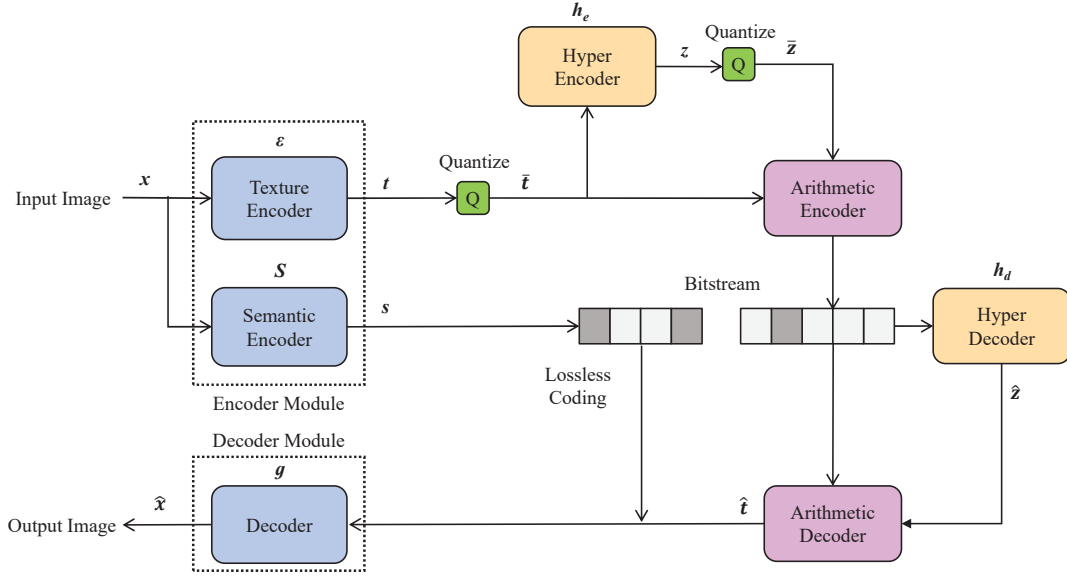 h_e
Quantize
Hyper
Encoder
z
Q
z̄
ε
Quantize
Input Image
x
Texture
Encoder
t
Q
t̄
Arithmetic
Encoder
S
Bitstream
h_d
Semantic
Encoder
s
Hyper
Decoder
Lossless
Coding
Encoder Module
ẑ
Decoder Module
g
Output Image
x̂
Decoder
t̂
Arithmetic
Decoder